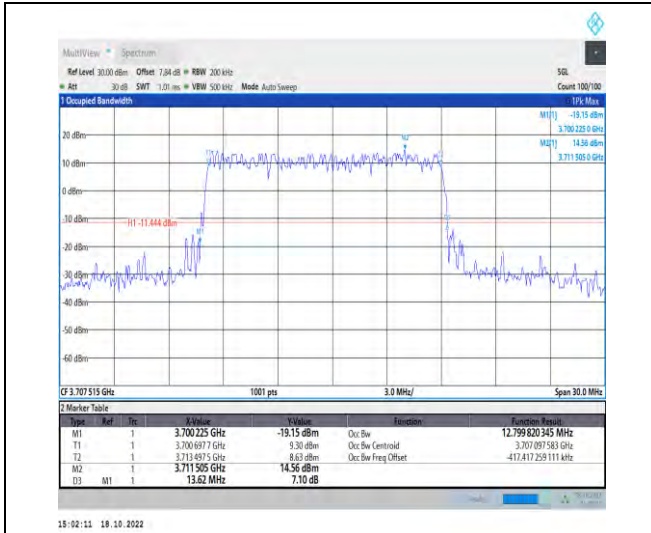 MultiView Spectrum
Ref Level 30.00 dBm Offset 7.84 dB RBW 200 kHz SGL
Att 30 dB SWT 1.01 ms VBW 500 kHz Mode Auto Sweep Count 100/100
1 Occupied Bandwidth 1Pk Max
M1[1] -19.15 dBm
3.700 225 0 GHz
20 dBm M2[1] 14.56 dBm
3.711 505 0 GHz
M2
10 dBm
0 dBm
-10 dBm
H1 -11.444 dBm
M1
-20 dBm
-30 dBm
-40 dBm
-50 dBm
-60 dBm
CF 3.707 515 GHz 1001 pts 3.0 MHz/ Span 30.0 MHz
2 Marker Table
Type Ref Trc X-Value Y-Value Function Function Result
M1 1 3.700 225 GHz -19.15 dBm Occ Bw 12.799 820 345 MHz
T1 1 3.700 697 7 GHz 9.30 dBm Occ Bw Centroid 3.707 097 583 GHz
T2 1 3.713 497 5 GHz 8.63 dBm Occ Bw Freq Offset -417.417 259 111 kHz
M2 1 3.711 505 GHz 14.56 dBm
D3 M1 1 13.62 MHz 7.10 dB
15:02:11 18.10.2022